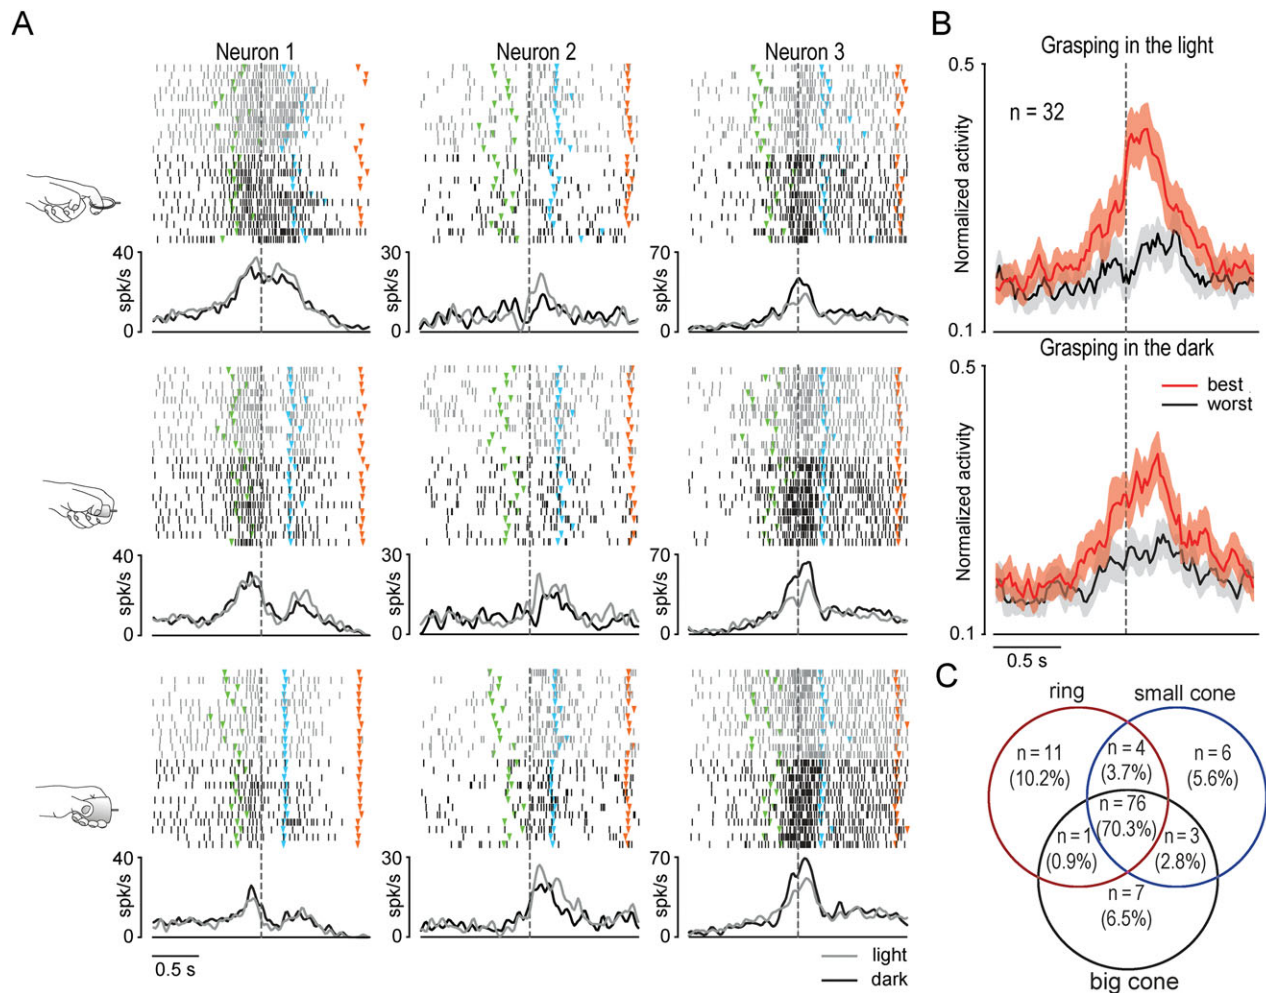 A
Neuron 1
Neuron 2
Neuron 3
40
spk/s
0
30
spk/s
0
70
spk/s
0
40
spk/s
0
30
spk/s
0
70
spk/s
0
40
spk/s
0
0.5 s
30
spk/s
0
70
spk/s
0
light
dark
B
Grasping in the light
0.5
n = 32
Normalized activity
0.1
Grasping in the dark
0.5
best
worst
Normalized activity
0.1
0.5 s
C
ring
small cone
n = 11
(10.2%)
n = 4
(3.7%)
n = 6
(5.6%)
n = 76
(70.3%)
n = 1
(0.9%)
n = 3
(2.8%)
n = 7
(6.5%)
big cone